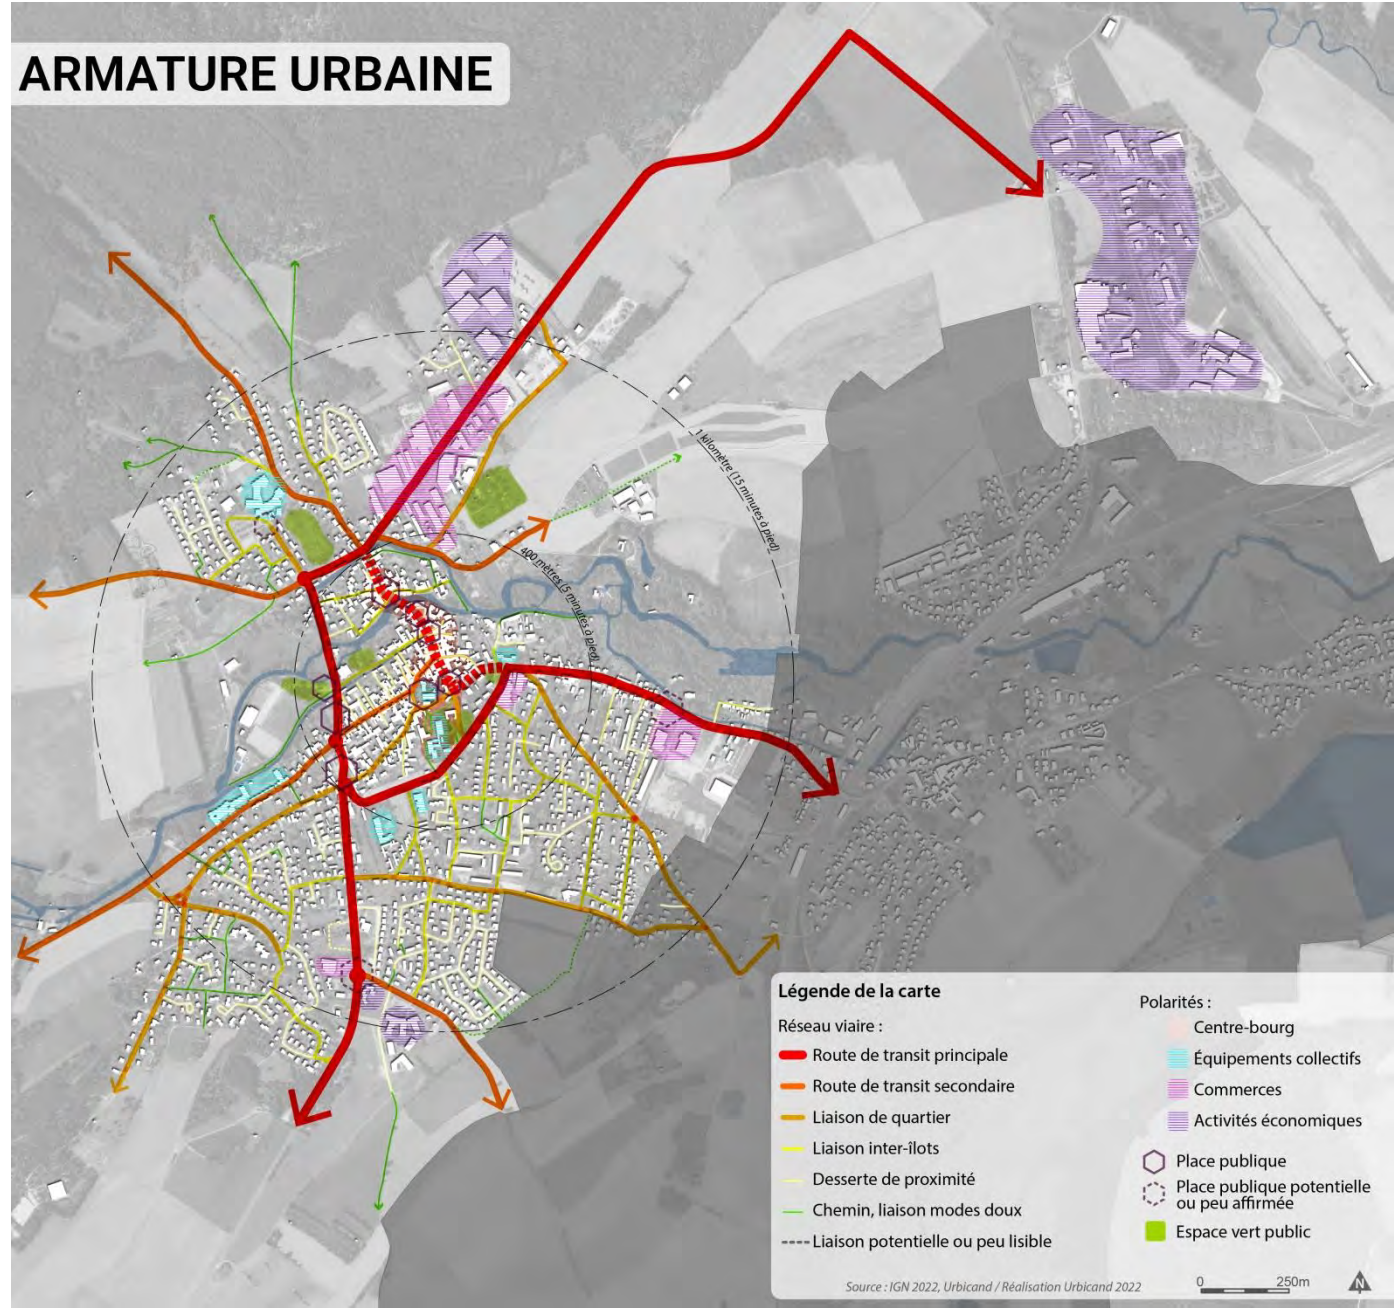 ARMATURE URBAINE
1 kilomètre (15 minutes à pied)
400 mètres (5 minutes à pied)
Légende de la carte
Réseau viaire :
Route de transit principale
Route de transit secondaire
Liaison de quartier
Liaison inter-îlots
Desserte de proximité
Chemin, liaison modes doux
Liaison potentielle ou peu lisible
Polarités :
Centre-bourg
Équipements collectifs
Commerces
Activités économiques
Place publique
Place publique potentielle
ou peu affirmée
Espace vert public
Source : IGN 2022, Urbicand / Réalisation Urbicand 2022
0 250m
N